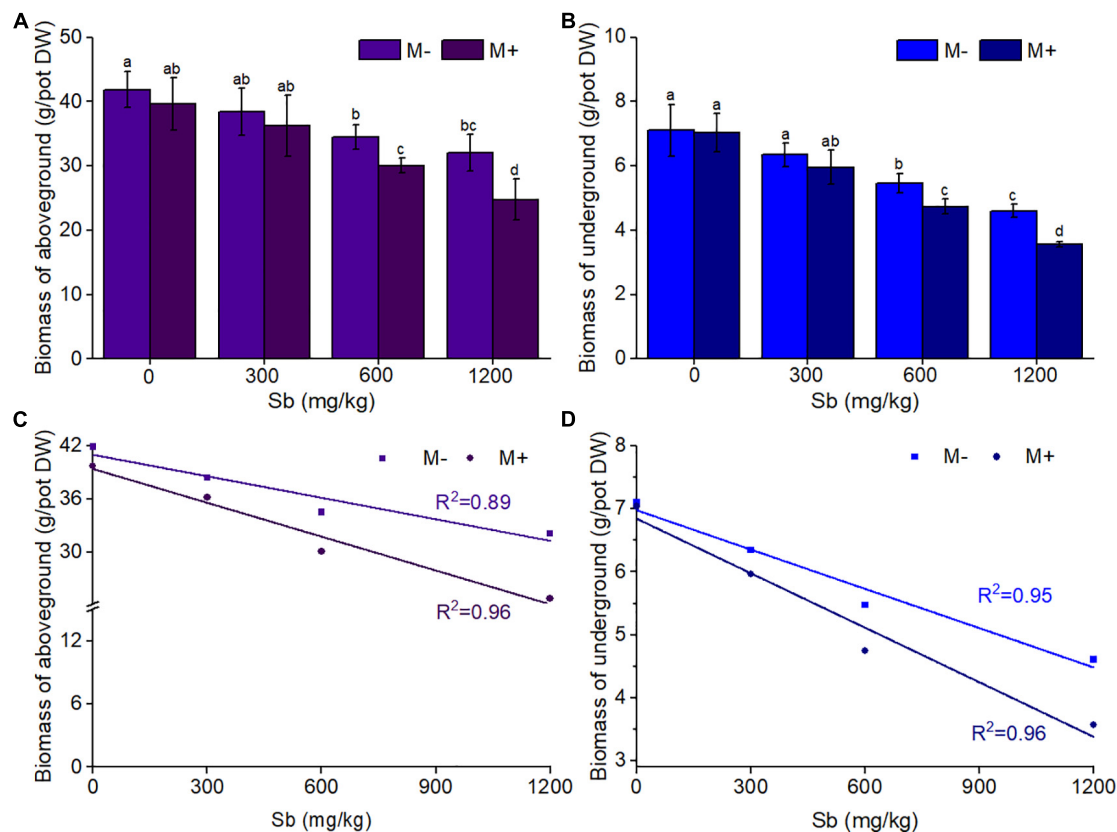 A
Biomass of aboveground (g/pot DW)
50
40
30
20
10
0
M- M+
a ab ab ab b c bc d
0 300 600 1200
Sb (mg/kg)
B
Biomass of underground (g/pot DW)
10
8
6
4
2
0
M- M+
a a a ab b c c d
0 300 600 1200
Sb (mg/kg)
C
Biomass of aboveground (g/pot DW)
42
36
30
12
6
0
M- M+
R²=0.89
R²=0.96
0 300 600 900 1200
Sb (mg/kg)
D
Biomass of underground (g/pot DW)
8
7
6
5
4
3
M- M+
R²=0.95
R²=0.96
0 300 600 900 1200
Sb (mg/kg)